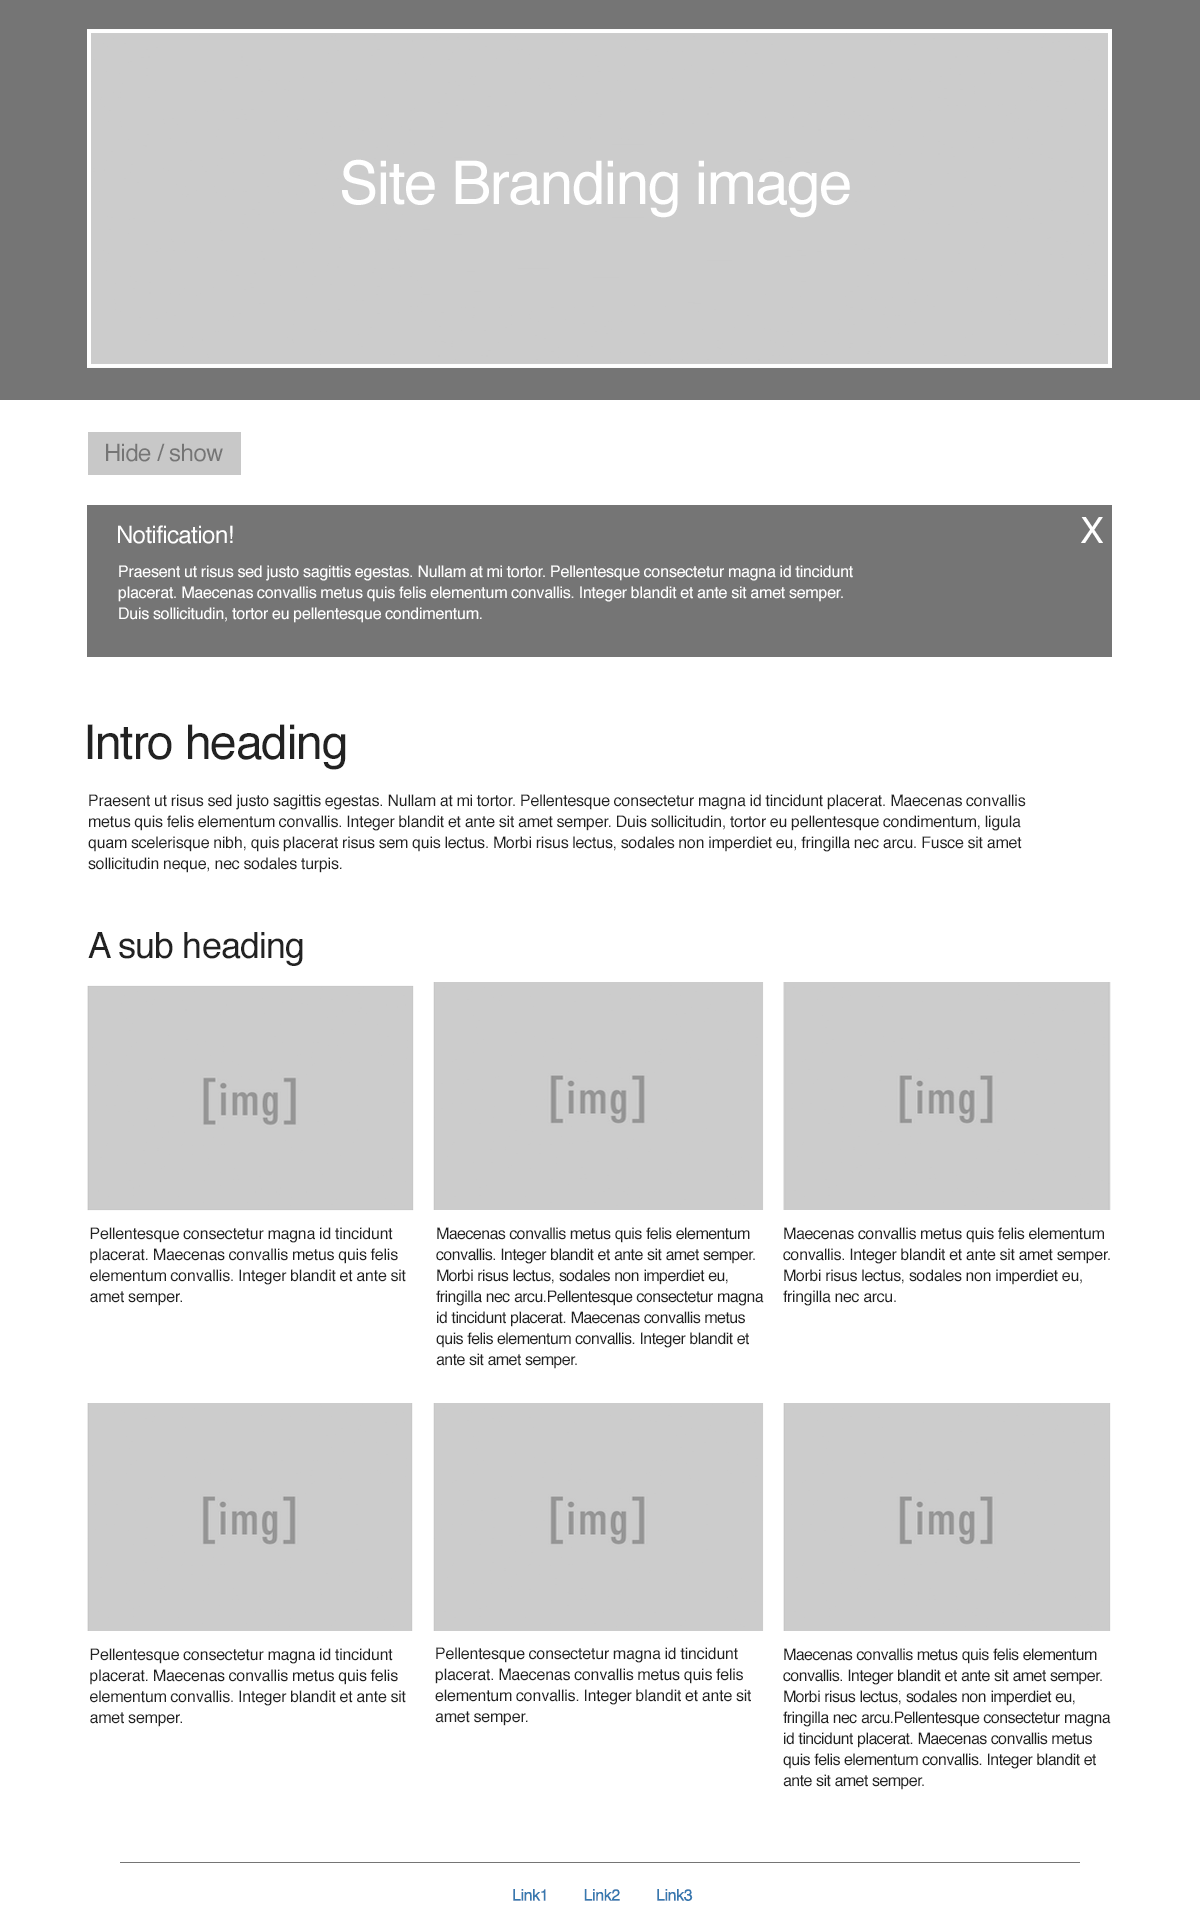 Site Branding image
Hide / show
Notification!
X
Praesent ut risus sed justo sagittis egestas. Nullam at mi tortor. Pellentesque consectetur magna id tincidunt
placerat. Maecenas convallis metus quis felis elementum convallis. Integer blandit et ante sit amet semper.
Duis sollicitudin, tortor eu pellentesque condimentum.
Intro heading
Praesent ut risus sed justo sagittis egestas. Nullam at mi tortor. Pellentesque consectetur magna id tincidunt placerat. Maecenas convallis
metus quis felis elementum convallis. Integer blandit et ante sit amet semper. Duis sollicitudin, tortor eu pellentesque condimentum, ligula
quam scelerisque nibh, quis placerat risus sem quis lectus. Morbi risus lectus, sodales non imperdiet eu, fringilla nec arcu. Fusce sit amet
sollicitudin neque, nec sodales turpis.
A sub heading
[img]
Pellentesque consectetur magna id tincidunt
placerat. Maecenas convallis metus quis felis
elementum convallis. Integer blandit et ante sit
amet semper.
[img]
Maecenas convallis metus quis felis elementum
convallis. Integer blandit et ante sit amet semper.
Morbi risus lectus, sodales non imperdiet eu,
fringilla nec arcu.Pellentesque consectetur magna
id tincidunt placerat. Maecenas convallis metus
quis felis elementum convallis. Integer blandit et
ante sit amet semper.
[img]
Maecenas convallis metus quis felis elementum
convallis. Integer blandit et ante sit amet semper.
Morbi risus lectus, sodales non imperdiet eu,
fringilla nec arcu.
[img]
Pellentesque consectetur magna id tincidunt
placerat. Maecenas convallis metus quis felis
elementum convallis. Integer blandit et ante sit
amet semper.
[img]
Pellentesque consectetur magna id tincidunt
placerat. Maecenas convallis metus quis felis
elementum convallis. Integer blandit et ante sit
amet semper.
[img]
Maecenas convallis metus quis felis elementum
convallis. Integer blandit et ante sit amet semper.
Morbi risus lectus, sodales non imperdiet eu,
fringilla nec arcu.Pellentesque consectetur magna
id tincidunt placerat. Maecenas convallis metus
quis felis elementum convallis. Integer blandit et
ante sit amet semper.
Link1 Link2 Link3